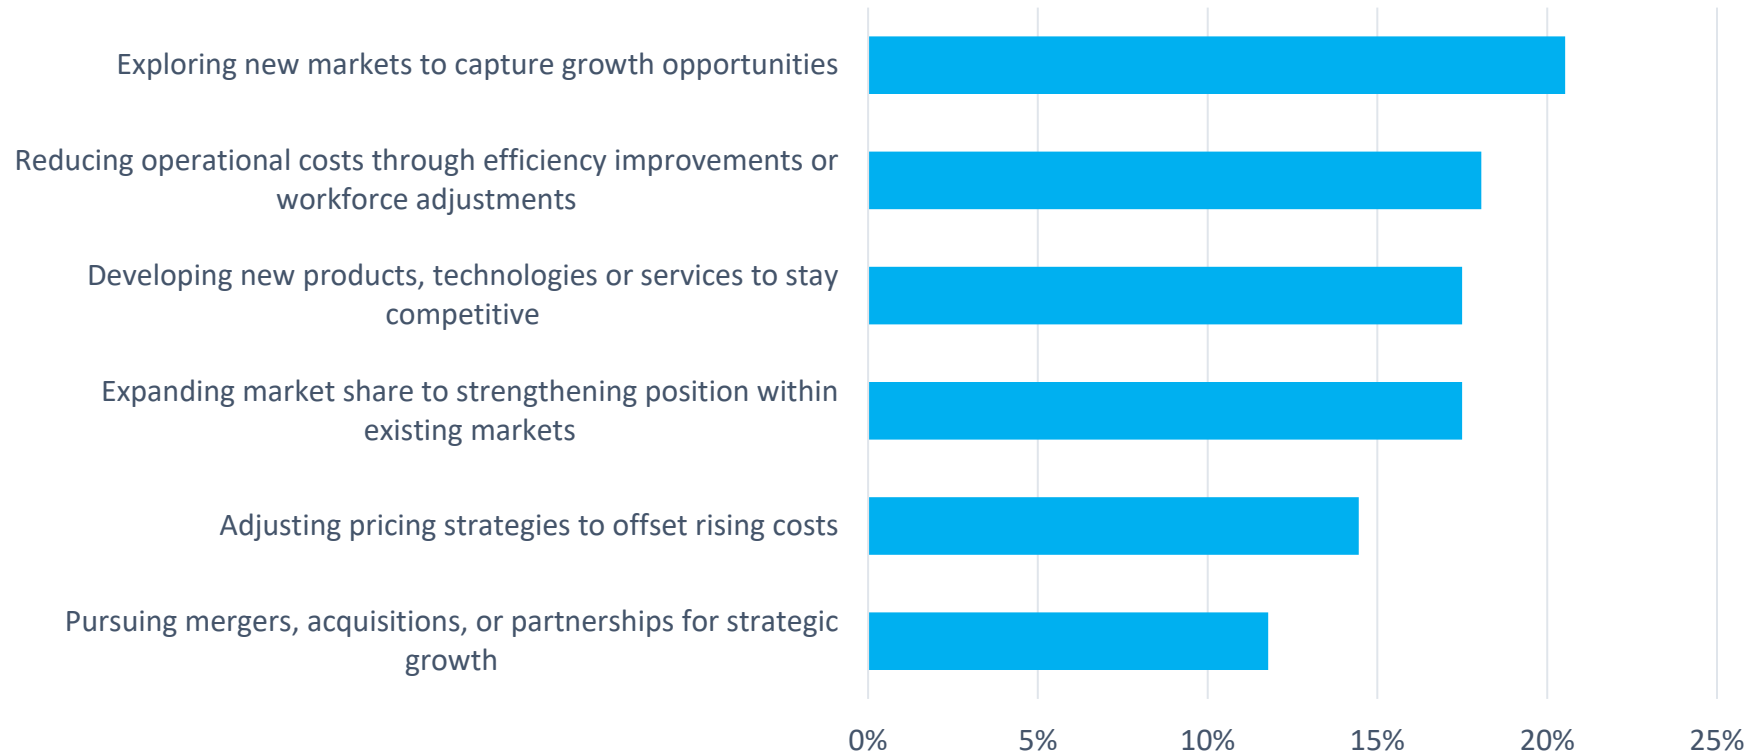 Exploring new markets to capture growth opportunities
Reducing operational costs through efficiency improvements or
workforce adjustments
Developing new products, technologies or services to stay
competitive
Expanding market share to strengthening position within
existing markets
Adjusting pricing strategies to offset rising costs
Pursuing mergers, acquisitions, or partnerships for strategic
growth
0% 5% 10% 15% 20% 25%